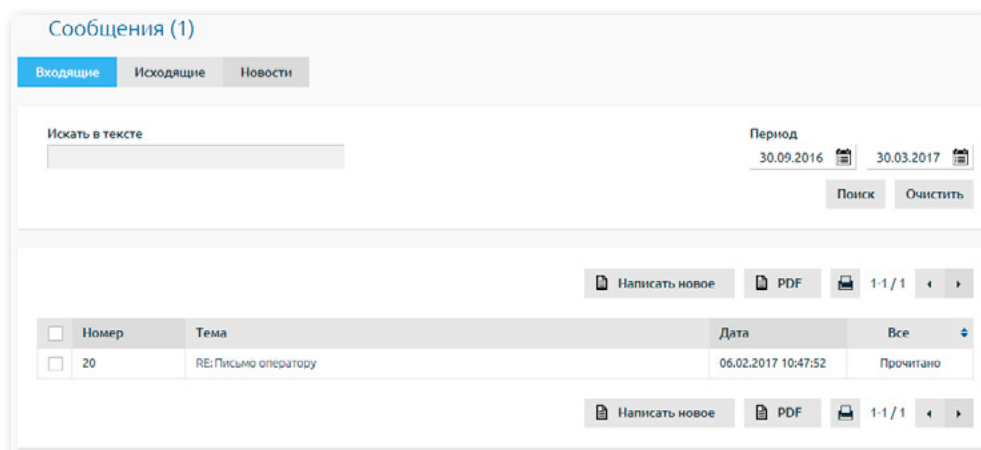 Сообщения (1)
Входящие Исходящие Новости
Искать в тексте Период
30.09.2016 30.03.2017
Поиск Очистить
Написать новое PDF 1-1 / 1
Номер Тема Дата Все
20 RE: Письмо оператору 06.02.2017 10:47:52 Прочитано
Написать новое PDF 1-1 / 1